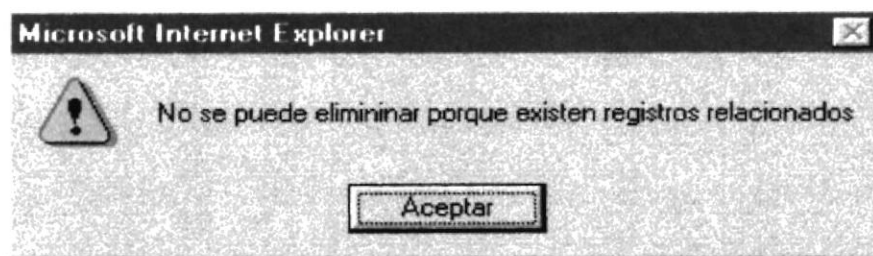 Microsoft Internet Explorer
No se puede elimininar porque existen registros relacionados
Aceptar